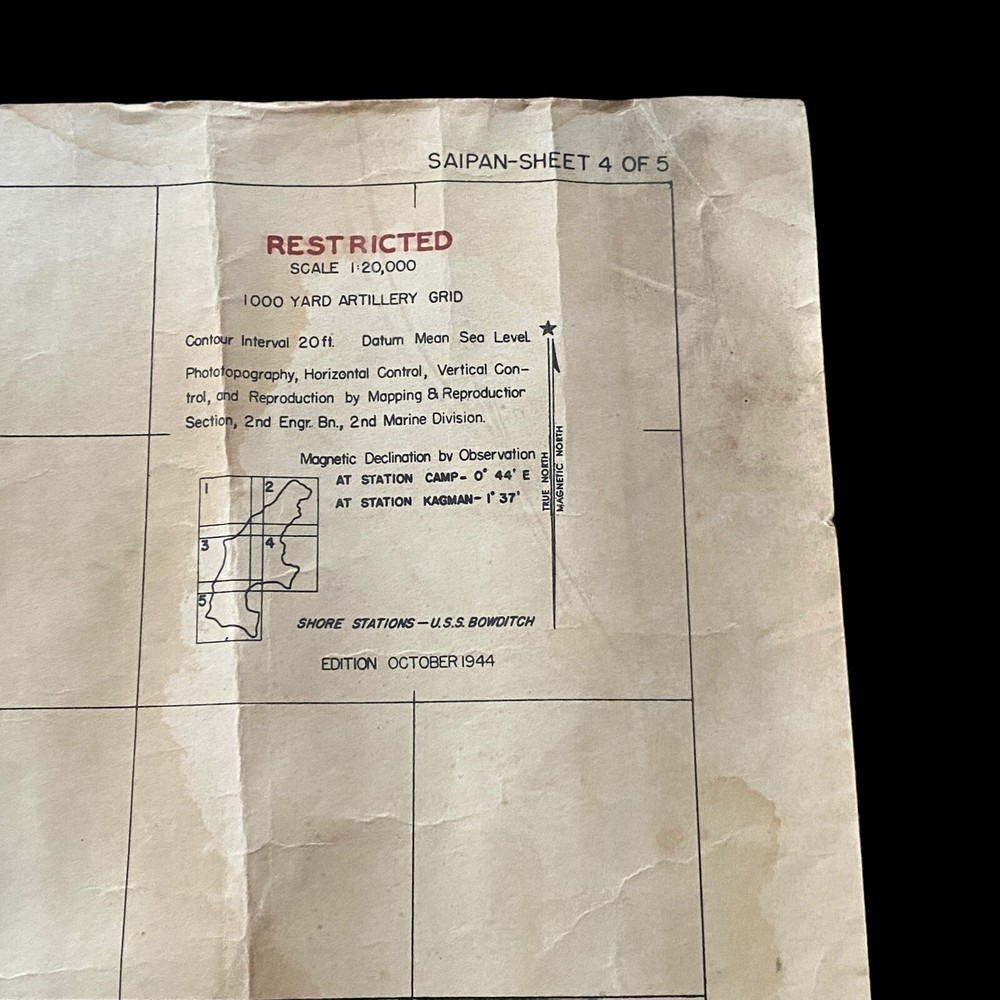 SAIPAN-SHEET 4 OF 5
RESTRICTED
SCALE 1:20,000
1000 YARD ARTILLERY GRID
Contour Interval 20ft. Datum Mean Sea Level
Phototopography, Horizontal Control, Vertical Con-
trol, and Reproduction by Mapping & Reproduction
Section, 2nd Engr. Bn., 2nd Marine Division.
Magnetic Declination by Observation
AT STATION CAMP- 0° 44' E
AT STATION KAGMAN- 1° 37'
TRUE NORTH
MAGNETIC NORTH
1
2
3
4
5
SHORE STATIONS-U.S.S. BOWDITCH
EDITION OCTOBER 1944